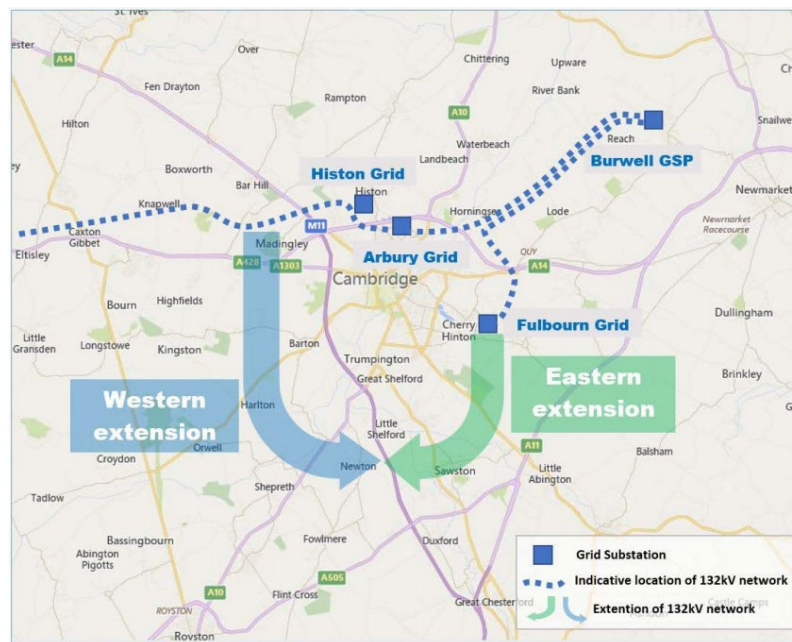 St. Ives
Over
Chittering
Upware
A14
Fen Drayton
River Bank
Rampton
A10
Hilton
Waterbeach
Reach
Snailwe
Landbeach
Burwell GSP
Boxworth
Histon Grid
Bar Hill
Histon
Knapwell
Horningse
Lode
Newmarket
M11
Newmarket
Racecourse
Caxton
Gibbet
Madingley
Arbury Grid
QUY
Eltisley
A428
A1303
A14
Cambridge
Bourn
Highfields
Cherry
Hinton
Fulbourn Grid
Dullingham
Little
Gransden
Longstowe
Kingston
Barton
Trumpington
Great Shelford
Eastern
extension
Brinkley
Western
extension
Harlton
Little
Shelford
A11
Orwell
Balsham
Croydon
Newton
Sawston
Little
Abington
Tadlow
Shepreth
Bassingbourn
Fowlmere
Duxford
Abington
Pigotts
A505
Grid Substation
Indicative location of 132kV network
ROYSTON
A10
Flint Cross
Great Chesterford
Castle Camps
Extention of 132kV network
Royston